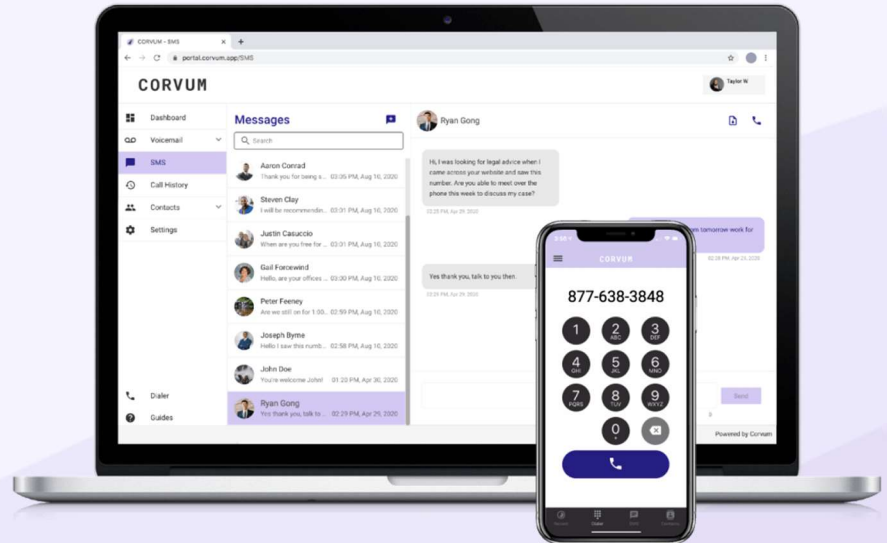 CORVUM - SMS
portal.corvum.app/SMS
CORVUM
Taylor W
Dashboard
Voicemail
SMS
Call History
Contacts
Settings
Dialer
Guides
Messages
Search
Aaron Conrad
Thank you for being s... 03:05 PM, Aug 16, 2020
Steven Clay
I will be recommendin... 03:01 PM, Aug 16, 2020
Justin Casuccio
When are you free for ... 03:01 PM, Aug 16, 2020
Gail Forcewind
Hello, are your offices ... 03:00 PM, Aug 16, 2020
Peter Feeney
Are we still on for 1:00.. 02:59 PM, Aug 16, 2020
Joseph Byrne
Hello I saw this numb... 02:58 PM, Aug 16, 2020
John Doe
You're welcome John! 01:20 PM, Apr 30, 2020
Ryan Gong
Yes thank you, talk to ... 02:29 PM, Apr 29, 2020
Ryan Gong
Hi, I was looking for legal advice when I
came across your website and saw this
number. Are you able to meet over the
phone this week to discuss my case?
02:25 PM, Apr 29, 2020
tomorrow work for
02:28 PM, Apr 29, 2020
Yes thank you, talk to you then.
02:29 PM, Apr 29, 2020
Send
Powered by Corvum
CORVUM
877-638-3848
1
2 ABC
3 DEF
4 GHI
5 JKL
6 MNO
7 PQRS
8 TUV
9 WXYZ
0
Dialer